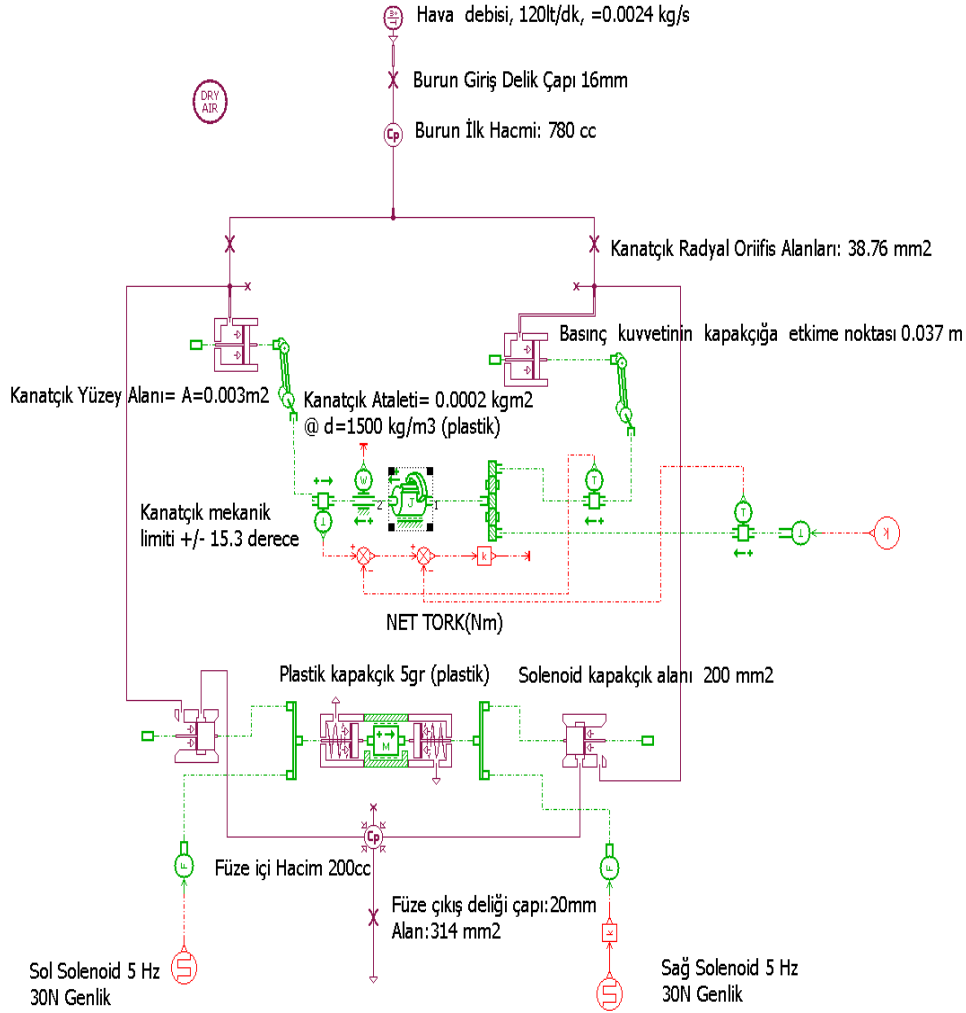 Hava debisi, 120lt/dk, =0.0024 kg/s
Burun Giriş Delik Çapı 16mm
DRY
AIR
Cp
Burun İlk Hacmi: 780 cc
Kanatçık Radyal Oriifis Alanları: 38.76 mm2
Basınç kuvvetinin kapakçığa etkime noktası 0.037 m
Kanatçık Yüzey Alanı= A=0.003m2
Kanatçık Ataleti= 0.0002 kgm2
@ d=1500 kg/m3 (plastik)
W
T
2
J
1
T
Kanatçık mekanik
limiti +/- 15.3 derece
T
T
K
k
NET TORK(Nm)
Plastik kapakçık 5gr (plastik)
Solenoid kapakçık alanı 200 mm2
M
Cp
F
F
Füze içi Hacim 200cc
Füze çıkış deliği çapı:20mm
Alan:314 mm2
k
Sol Solenoid 5 Hz
30N Genlik
Sağ Solenoid 5 Hz
30N Genlik